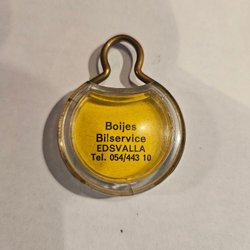 Boijes
Bilservice
EDSVALLA
Tel. 054/443 10